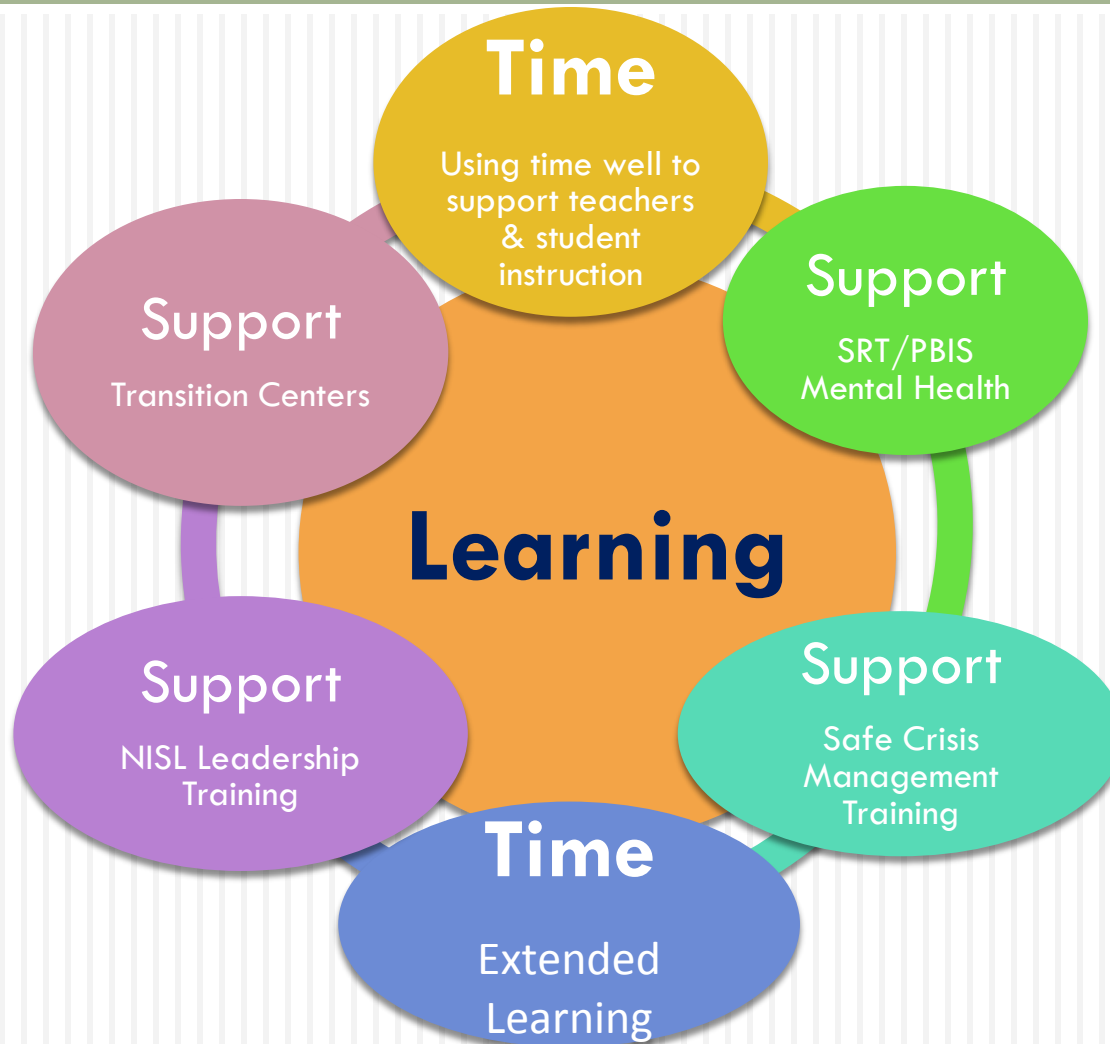 Time
Using time well to
support teachers
& student
instruction
Support
SRT/PBIS
Mental Health
Support
Safe Crisis
Management
Training
Time
Extended
Learning
Support
NISL Leadership
Training
Support
Transition Centers
Learning